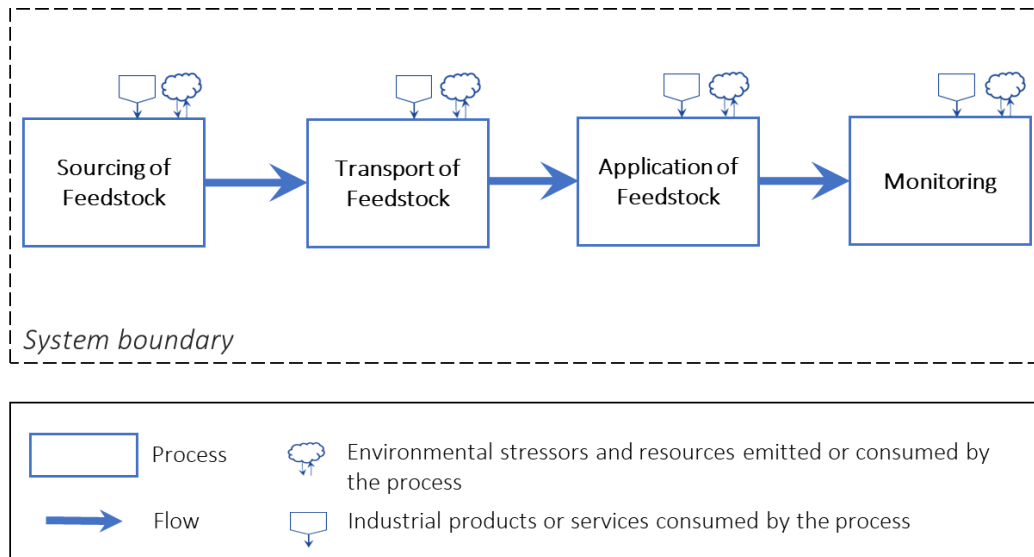 Sourcing of
Feedstock
Transport of
Feedstock
Application of
Feedstock
Monitoring
System boundary
Process
Environmental stressors and resources emitted or consumed by
the process
Flow
Industrial products or services consumed by the process